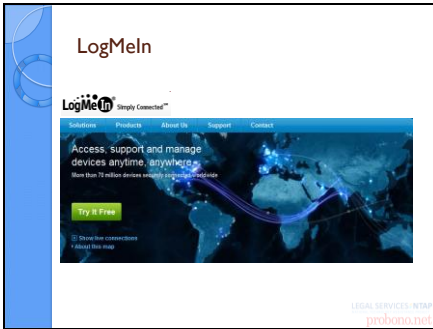 LogMeIn
LogMeIn Simply Connected™
Solutions Products About Us Support Contact
Access, support and manage
devices anytime, anywhere
More than 70 million devices securely connected worldwide
Try It Free
Show live connections
About this map
LEGAL SERVICES/NTAP
probono.net